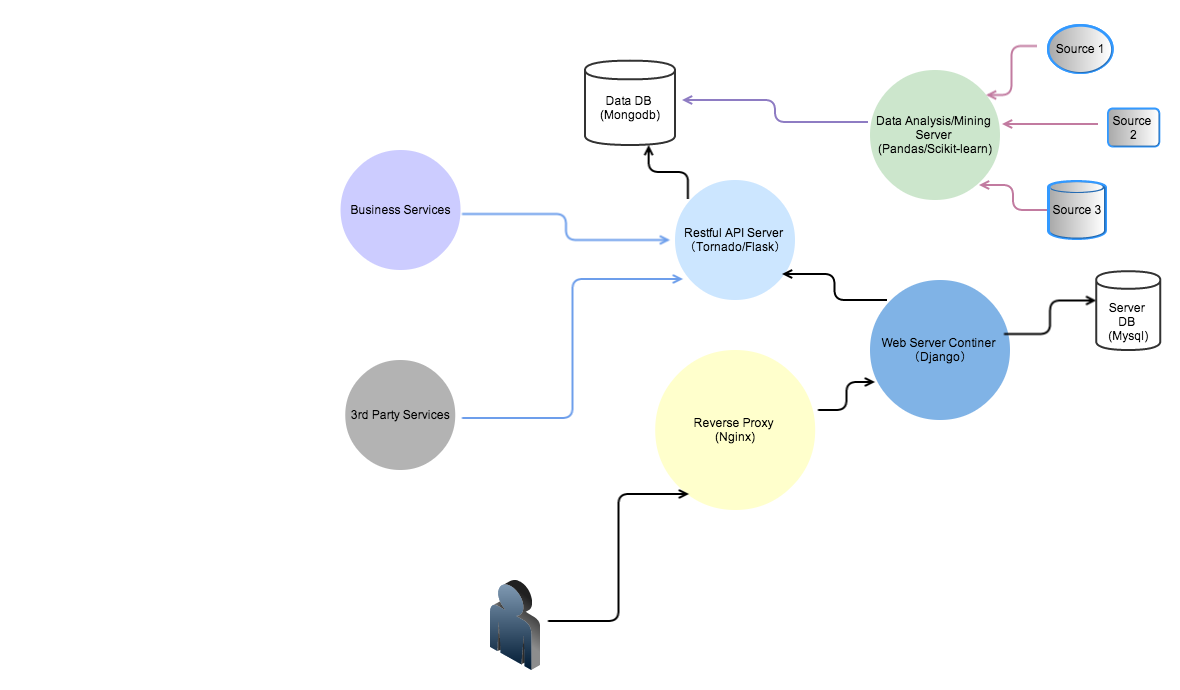 Source 1
Data DB
(Mongodb)
Data Analysis/Mining
Server
(Pandas/Scikit-learn)
Source
2
Business Services
Source 3
Restful API Server
（Tornado/Flask）
Server
DB
(Mysql)
Web Server Continer
（Django）
3rd Party Services
Reverse Proxy
(Nginx)